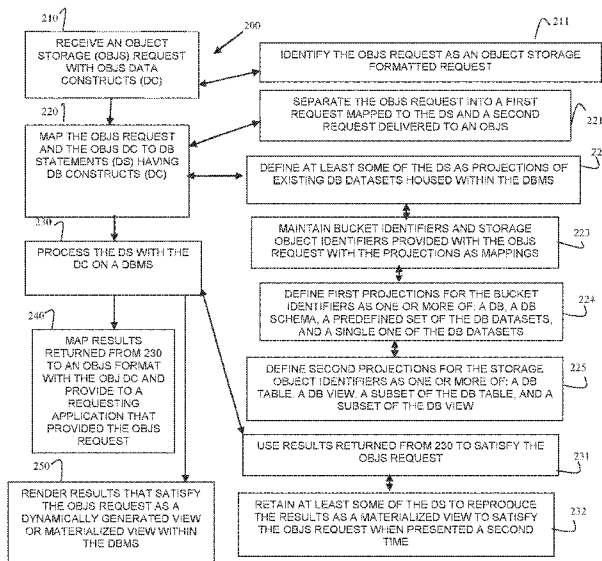 210
200
RECEIVE AN OBJECT
STORAGE (OBJS) REQUEST
WITH OBJS DATA
CONSTRUCTS (DC)
211
IDENTIFY THE OBJS REQUEST AS AN OBJECT STORAGE
FORMATTED REQUEST
220
MAP THE OBJS REQUEST
AND THE OBJS DC TO DB
STATEMENTS (DS) HAVING
DB CONSTRUCTS (DC)
SEPARATE THE OBJS REQUEST INTO A FIRST
REQUEST MAPPED TO THE DS AND A SECOND
REQUEST DELIVERED TO AN OBJS
221
22
DEFINE AT LEAST SOME OF THE DS AS PROJECTIONS OF
EXISTING DB DATASETS HOUSED WITHIN THE DBMS
230
PROCESS THE DS WITH THE
DC ON A DBMS
MAINTAIN BUCKET IDENTIFIERS AND STORAGE
OBJECT IDENTIFIERS PROVIDED WITH THE OBJS
REQUEST WITH THE PROJECTIONS AS MAPPINGS
223
DEFINE FIRST PROJECTIONS FOR THE BUCKET
IDENTIFIERS AS ONE OR MORE OF: A DB, A DB
SCHEMA, A PREDEFINED SET OF THE DB DATASETS,
AND A SINGLE ONE OF THE DB DATASETS
224
240
MAP RESULTS
RETURNED FROM 230
TO AN OBJS FORMAT
WITH THE OBJ DC AND
PROVIDE TO A
REQUESTING
APPLICATION THAT
PROVIDED THE OBJS
REQUEST
DEFINE SECOND PROJECTIONS FOR THE STORAGE
OBJECT IDENTIFIERS AS ONE OR MORE OF: A DB
TABLE, A DB VIEW, A SUBSET OF THE DB TABLE, AND A
SUBSET OF THE DB VIEW
225
USE RESULTS RETURNED FROM 230 TO SATISFY THE
OBJS REQUEST
231
250
RENDER RESULTS THAT SATISFY
THE OBJS REQUEST AS A
DYNAMICALLY GENERATED VIEW
OR MATERIALIZED VIEW WITHIN
THE DBMS
RETAIN AT LEAST SOME OF THE DS TO REPRODUCE
THE RESULTS AS A MATERIALIZED VIEW TO SATISFY
THE OBJS REQUEST WHEN PRESENTED A SECOND
TIME
232